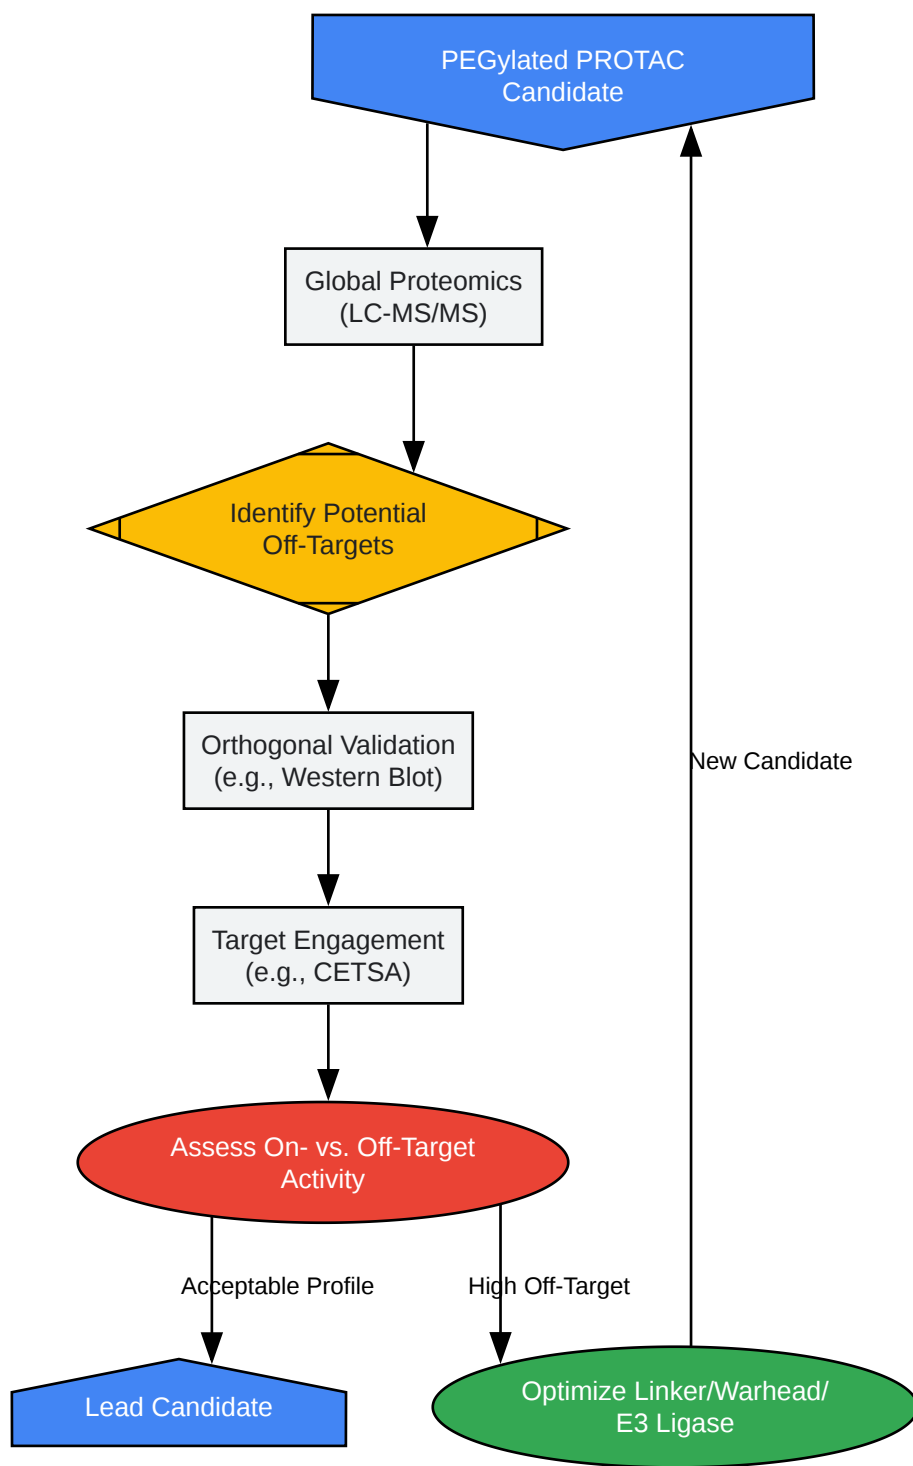 PEGylated PROTAC
Candidate
Global Proteomics
(LC-MS/MS)
Identify Potential
Off-Targets
Orthogonal Validation
(e.g., Western Blot)
New Candidate
Target Engagement
(e.g., CETSA)
Assess On- vs. Off-Target
Activity
Acceptable Profile
High Off-Target
Lead Candidate
Optimize Linker/Warhead/
E3 Ligase